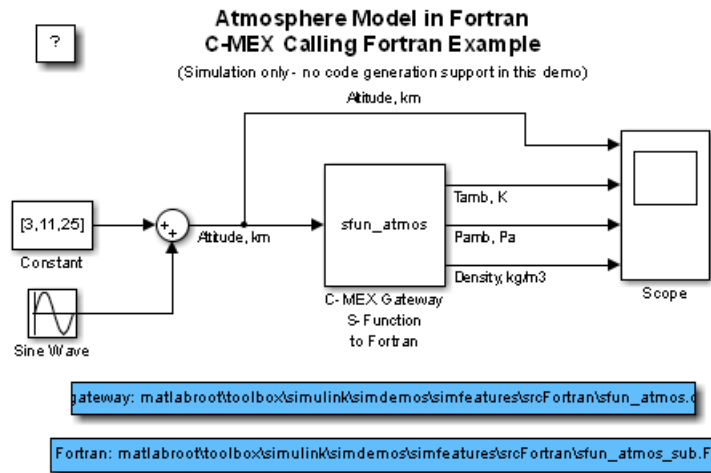 Atmosphere Model in Fortran
C-MEX Calling Fortran Example
?
(Simulation only - no code generation support in this demo)
Altitude, km
[3,11,25]
Constant
+
+
Altitude, km
sfun_atmos
Tamb, K
Pamb, Pa
Density, kg/m3
C-MEX Gateway
S-Function
to Fortran
Scope
Sine Wave
gateway: matlabroot\toolbox\simulink\simdemos\simfeatures\srcFortran\sfun_atmos.c
Fortran: matlabroot\toolbox\simulink\simdemos\simfeatures\srcFortran\sfun_atmos_sub.F